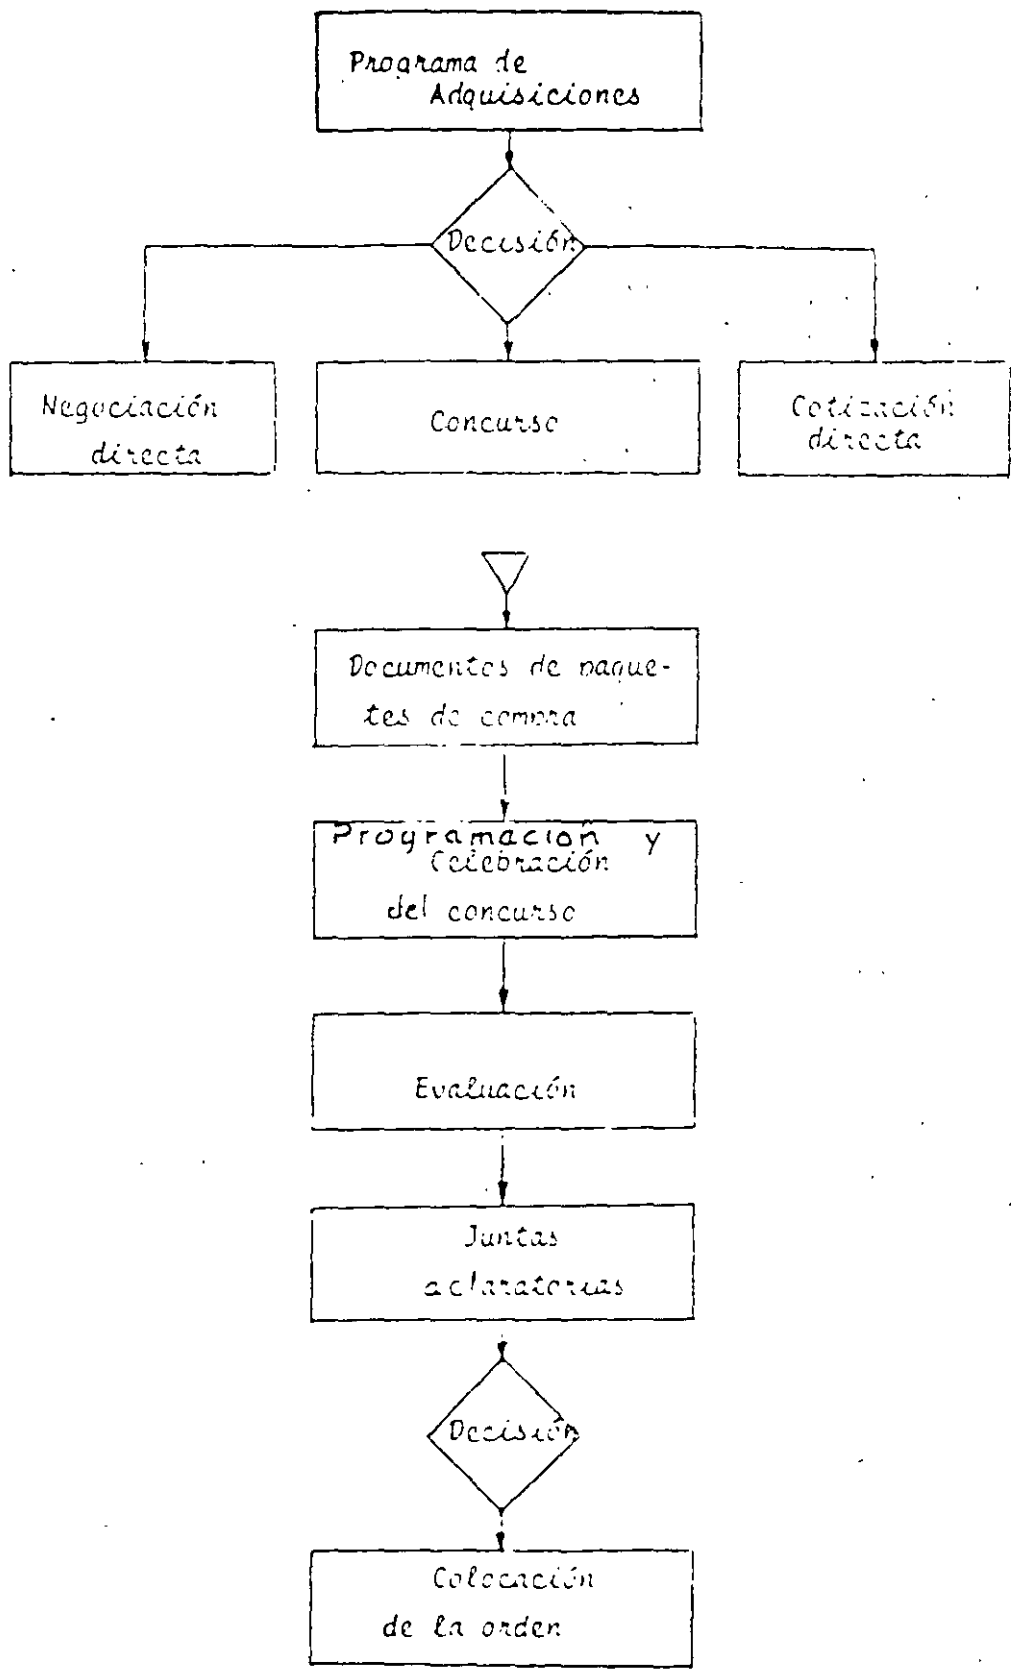 Programa de
Adquisiciones
Decisión
Negociación
directa
Concurso
Cotización
directa
Documentos de paque-
tes de compra
Programación y
Celebración
del concurso
Evaluación
Juntas
aclaratorias
Decisión
Colocación
de la orden